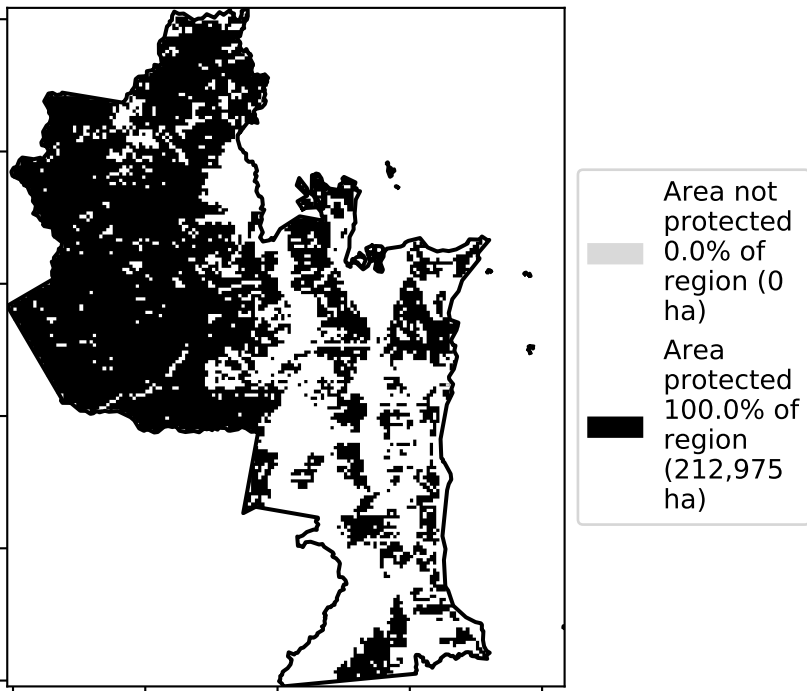 Area not
protected
0.0% of
region (0
ha)
Area
protected
100.0% of
region
(212,975
ha)